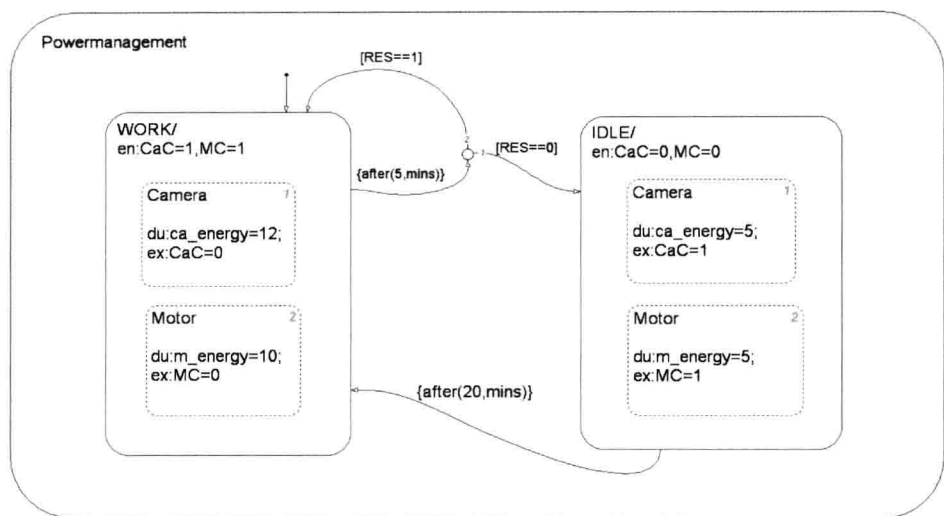 Powermanagement
[RES==1]
WORK/
en:CaC=1,MC=1
2
1
[RES==0]
IDLE/
en:CaC=0,MC=0
{after(5,mins)}
Camera
1
du:ca_energy=12;
ex:CaC=0
Camera
1
du:ca_energy=5;
ex:CaC=1
Motor
2
du:m_energy=10;
ex:MC=0
Motor
2
du:m_energy=5;
ex:MC=1
{after(20,mins)}